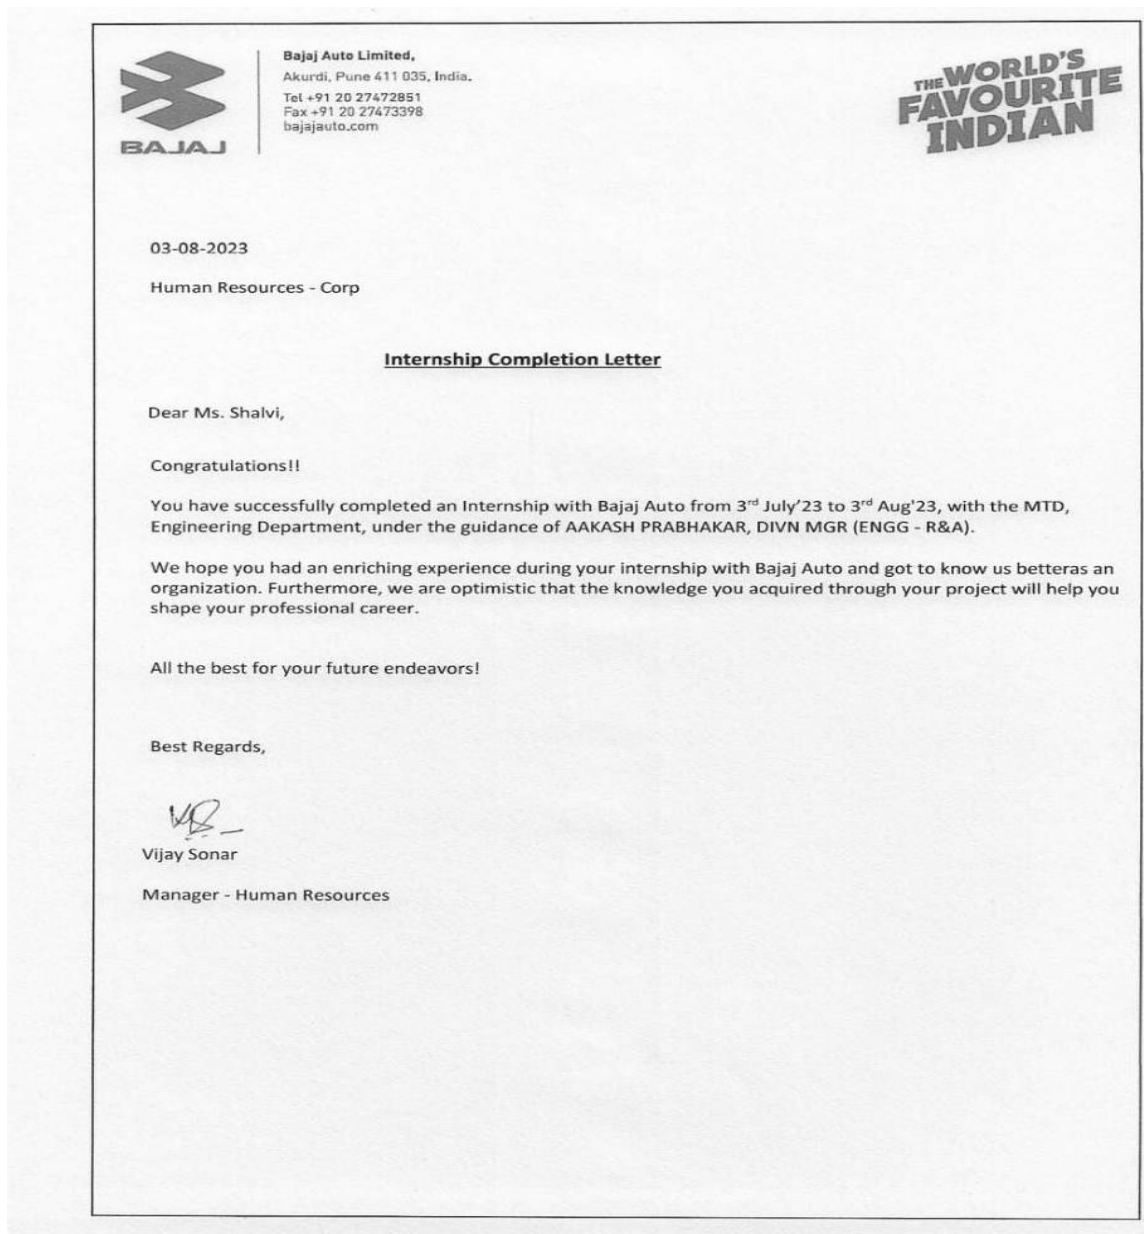 BAJAJ
Bajaj Auto Limited,
Akurdi, Pune 411 035, India.
Tel +91 20 27472851
Fax +91 20 27473398
bajajauto.com
THE WORLD'S
FAVOURITE
INDIAN
03-08-2023
Human Resources - Corp
Internship Completion Letter
Dear Ms. Shalvi,
Congratulations!!
You have successfully completed an Internship with Bajaj Auto from 3rd July'23 to 3rd Aug'23, with the MTD,
Engineering Department, under the guidance of AAKASH PRABHAKAR, DIVN MGR (ENGG - R&A).
We hope you had an enriching experience during your internship with Bajaj Auto and got to know us betteras an
organization. Furthermore, we are optimistic that the knowledge you acquired through your project will help you
shape your professional career.
All the best for your future endeavors!
Best Regards,
Vijay Sonar
Manager - Human Resources